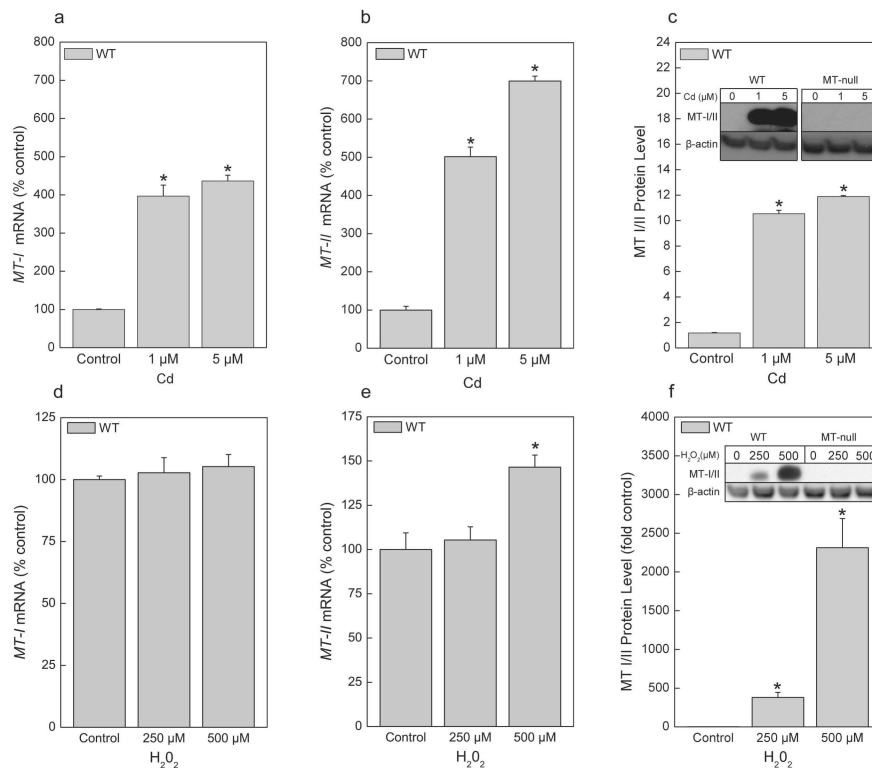 a
800
700
600
500
400
300
200
100
0
MT-I mRNA (% control)
WT
*
*
Control 1 µM 5 µM
Cd
b
800
700
600
500
400
300
200
100
0
MT-II mRNA (% control)
WT
*
*
Control 1 µM 5 µM
Cd
c
24
22
20
18
16
14
12
10
8
6
4
2
0
MT I/II Protein Level
WT
WT MT-null
Cd (µM) 0 1 5 0 1 5
MT-I/II
β-actin
*
*
Control 1 µM 5 µM
Cd
d
125
100
75
50
25
0
MT-I mRNA (% control)
WT
Control 250 µM 500 µM
H₂0₂
e
175
150
125
100
75
50
25
0
MT-II mRNA (% control)
WT
*
Control 250 µM 500 µM
H₂0₂
f
4000
3500
3000
2500
2000
1500
1000
500
0
MT I/II Protein Level (fold control)
WT
WT MT-null
H₂O₂(µM) 0 250 500 0 250 500
MT-I/II
β-actin
*
*
Control 250 µM 500 µM
H₂0₂